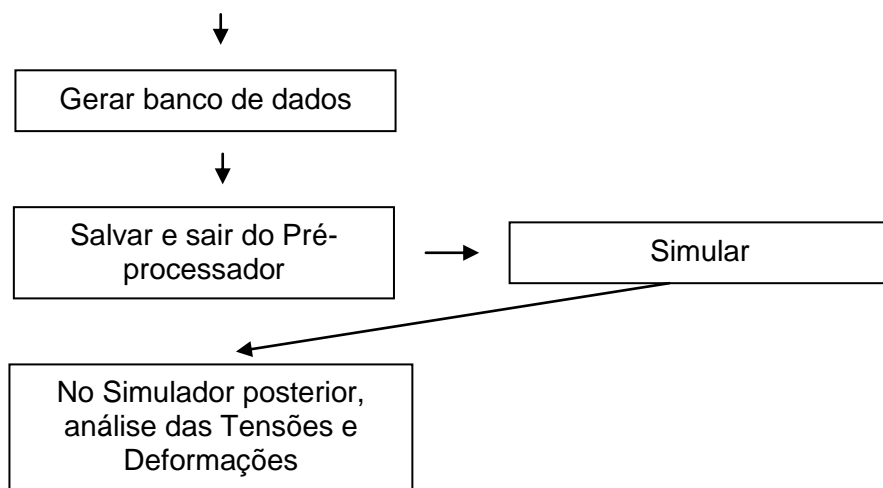 Gerar banco de dados
Salvar e sair do Pré-
processador
Simular
No Simulador posterior,
análise das Tensões e
Deformações